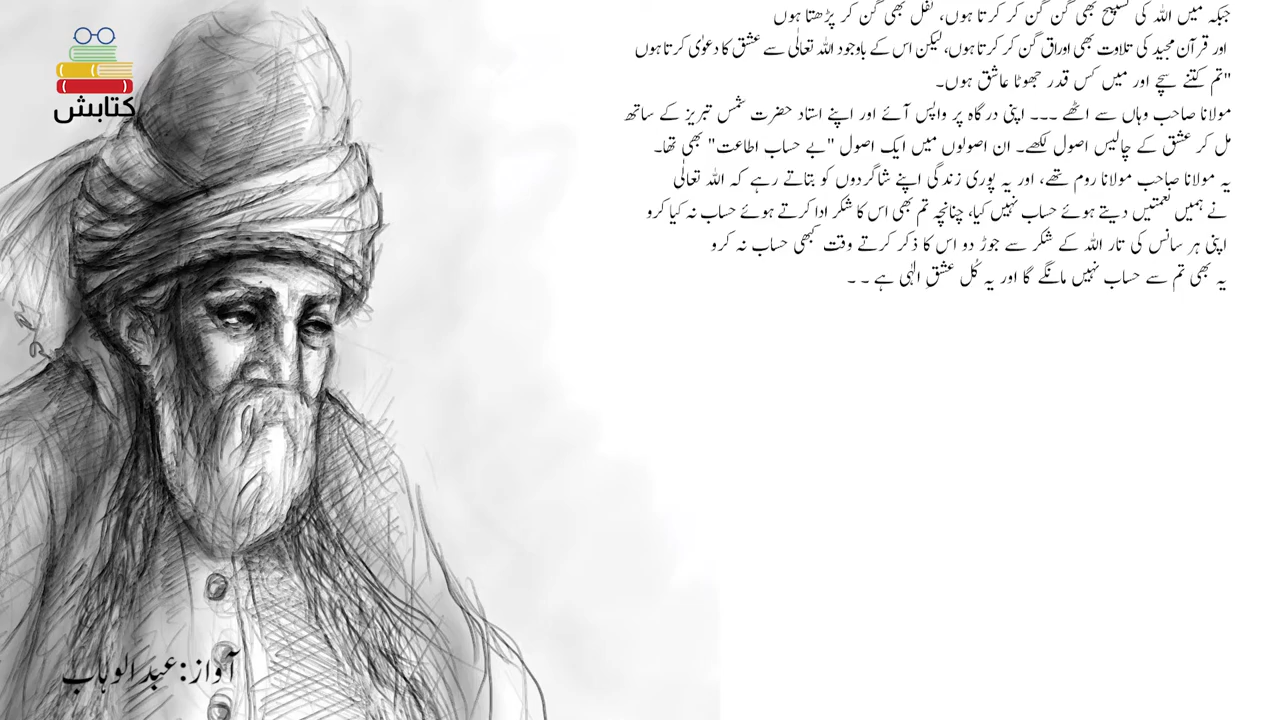 جبکہ میں اللہ کی تسبیح بھی گن گن کر کرتا ہوں، نفل بھی گن کر پڑھتا ہوں
اور قرآن مجید کی تلاوت بھی اوراق گن کر کرتا ہوں، لیکن اس کے باوجود اللہ تعالٰی سے عشق کا دعوٰی کرتا ہوں
"تم کتنے سچے اور میں کس قدر جھوٹا عاشق ہوں۔
مولانا صاحب وہاں سے اٹھے ۔۔۔ اپنی درگاہ پر واپس آئے اور اپنے استاد حضرت شمس تبریز کے ساتھ
مل کر عشق کے چالیس اصول لکھے۔ ان اصولوں میں ایک اصول "بے حساب اطاعت" بھی تھا۔
یہ مولانا صاحب مولانا روم تھے، اور یہ پوری زندگی اپنے شاگردوں کو بتاتے رہے کہ اللہ تعالٰی
نے ہمیں نعمتیں دیتے ہوئے حساب نہیں کیا، چنانچہ تم بھی اس کا شکر ادا کرتے ہوئے حساب نہ کیا کرو
اپنی ہر سانس کی تار اللہ کے شکر سے جوڑ دو اس کا ذکر کرتے وقت کبھی حساب نہ کرو
یہ بھی تم سے حساب نہیں مانگے گا اور یہ کُل عشقِ الٰہی ہے ۔ ۔
کتابش
آواز: عبدالوہاب